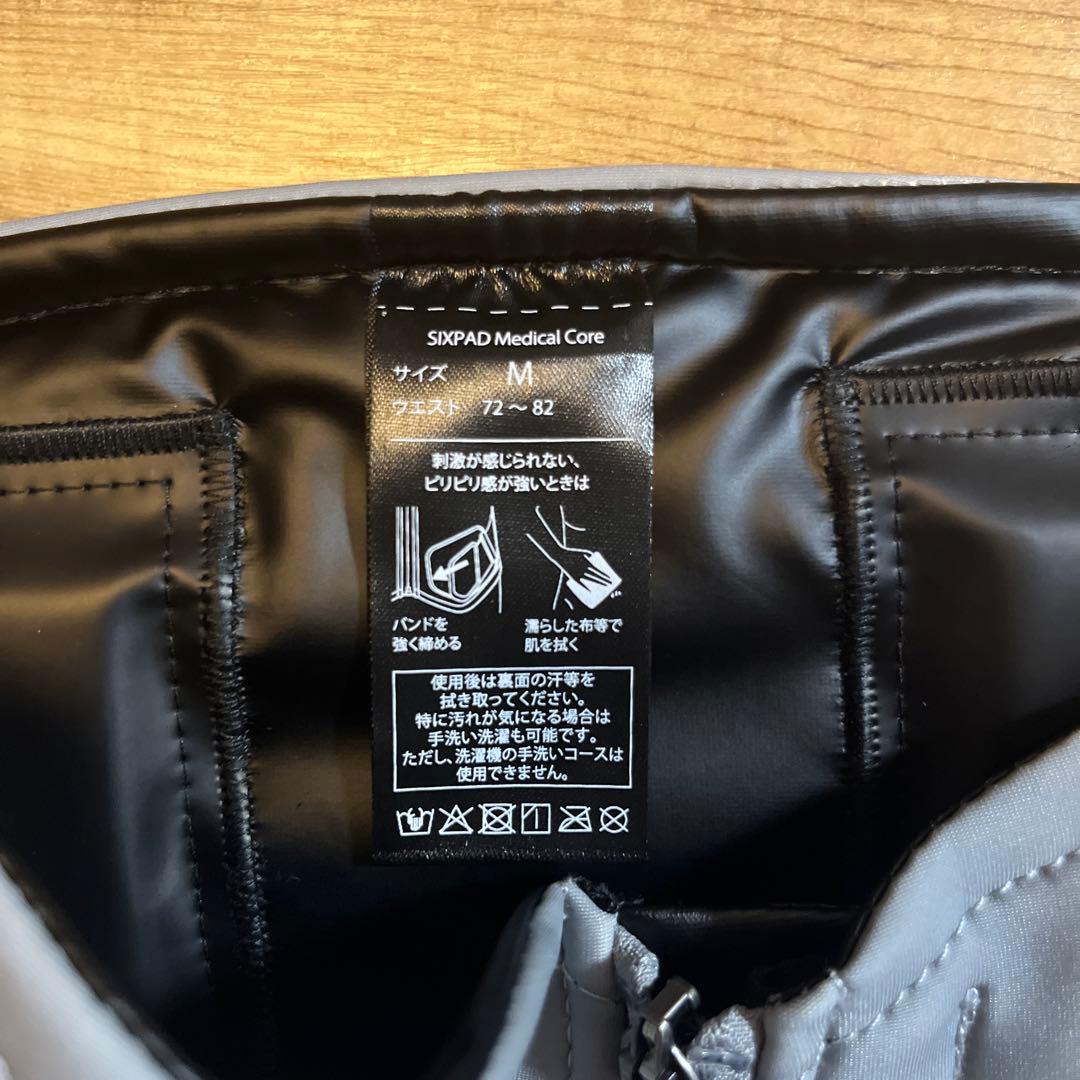 SIXPAD Medical Core
サイズ M
ウエスト 72～82
刺激が感じられない、
ピリピリ感が強いときは
バンドを
強く締める
濡らした布等で
肌を拭く
使用後は裏面の汗等を
拭き取ってください。
特に汚れが気になる場合は
手洗い洗濯も可能です。
ただし、洗濯機の手洗いコースは
使用できません。